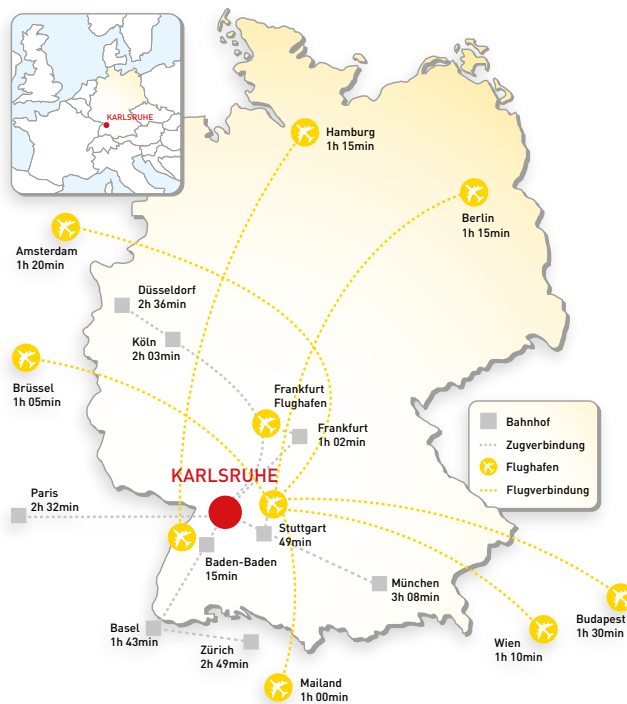 KARLSRUHE
Hamburg
1h 15min
Berlin
1h 15min
Amsterdam
1h 20min
Düsseldorf
2h 36min
Köln
2h 03min
Brüssel
1h 05min
Frankfurt
Flughafen
Frankfurt
1h 02min
Bahnhof
Zugverbindung
Flughafen
Flugverbindung
KARLSRUHE
Paris
2h 32min
Stuttgart
49min
Baden-Baden
15min
München
3h 08min
Budapest
1h 30min
Basel
1h 43min
Zürich
2h 49min
Wien
1h 10min
Mailand
1h 00min